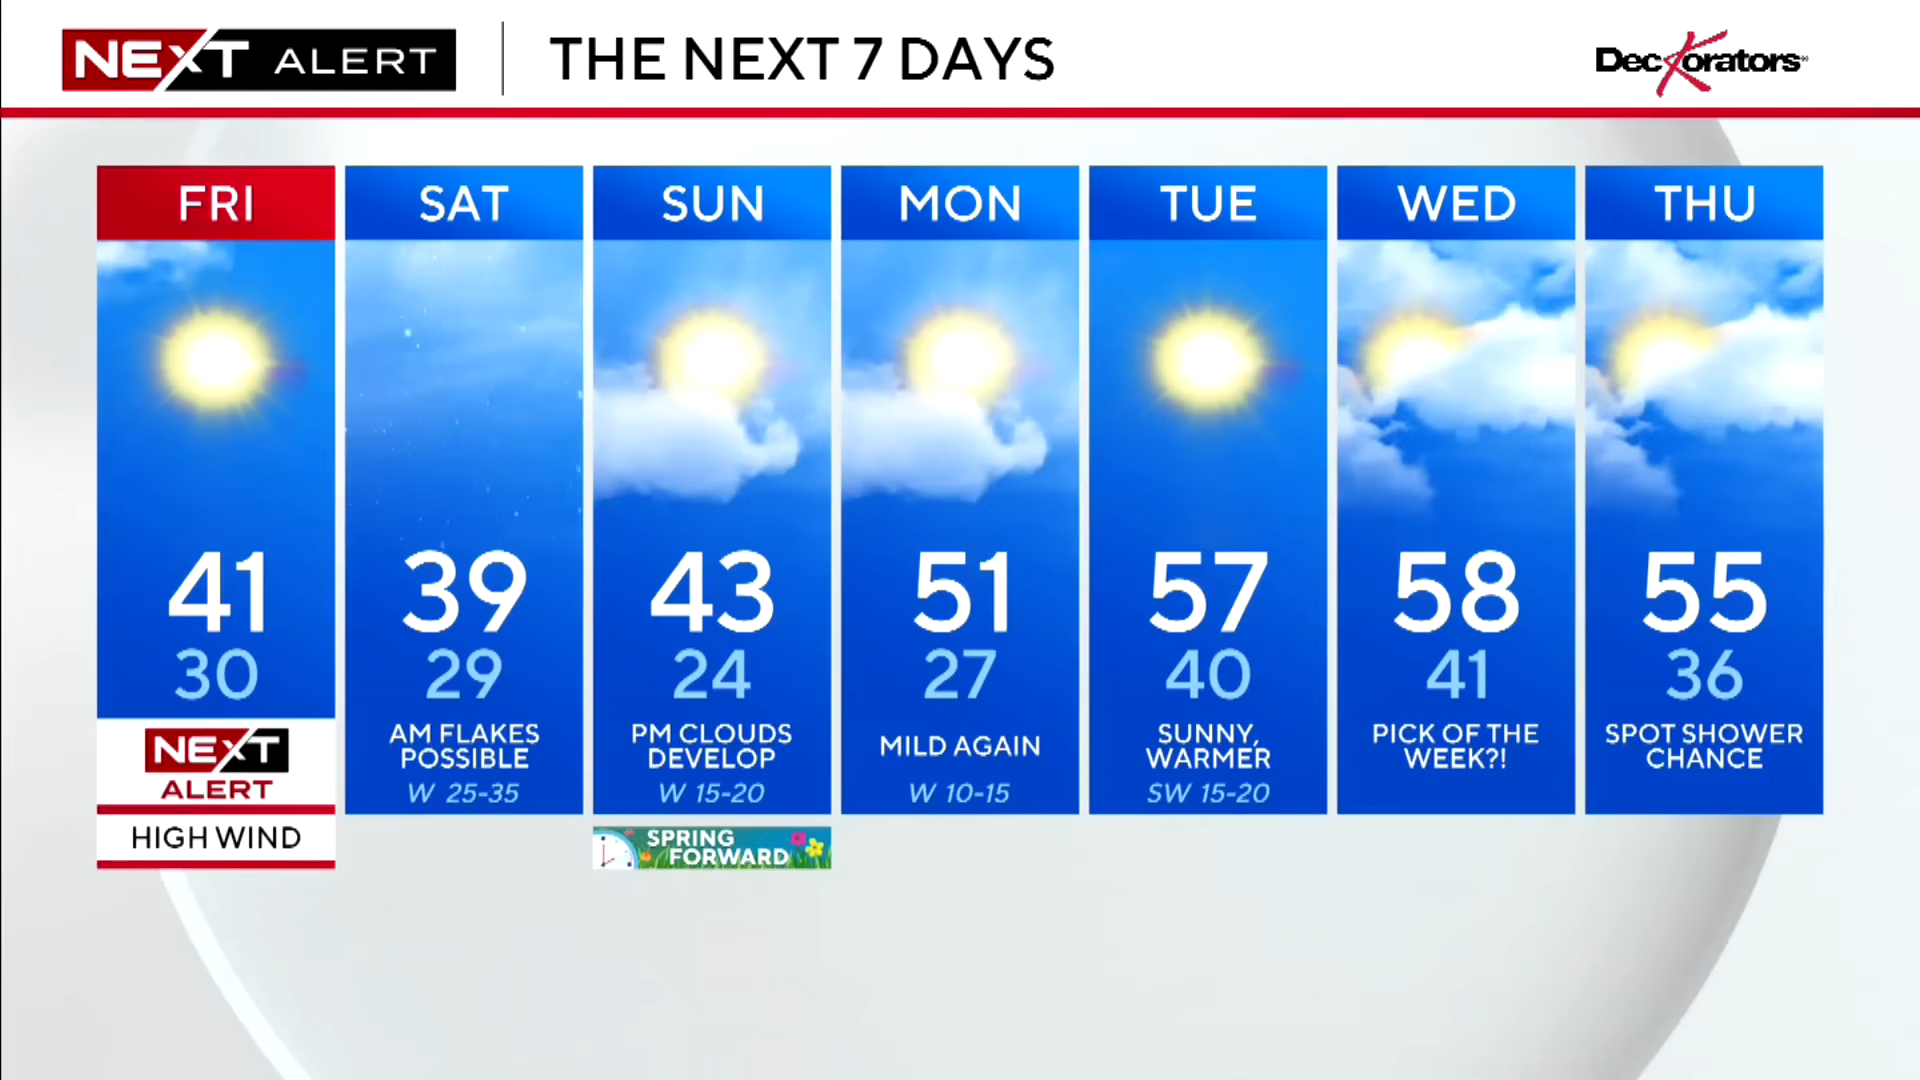 NEXT ALERT
THE NEXT 7 DAYS
DecKorators
FRI
41
30
NEXT
ALERT
HIGH WIND
SAT
39
29
AM FLAKES
POSSIBLE
W 25-35
SUN
43
24
PM CLOUDS
DEVELOP
W 15-20
SPRING
FORWARD
MON
51
27
MILD AGAIN
W 10-15
TUE
57
40
SUNNY,
WARMER
SW 15-20
WED
58
41
PICK OF THE
WEEK?!
THU
55
36
SPOT SHOWER
CHANCE